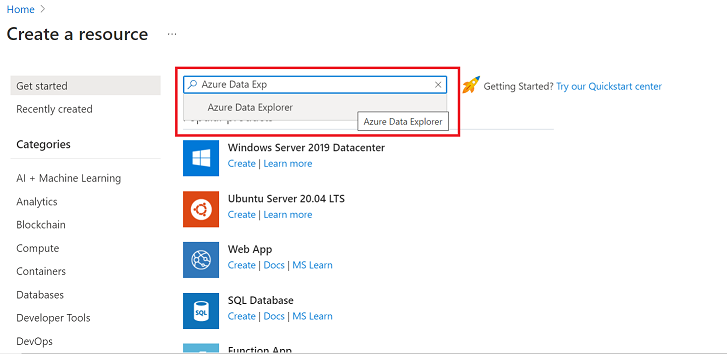 Home >
Create a resource ...
Get started
Recently created
Categories
AI + Machine Learning
Analytics
Blockchain
Compute
Containers
Databases
Developer Tools
DevOps
Azure Data Exp
Azure Data Explorer
Azure Data Explorer
Getting Started? Try our Quickstart center
Popular products
Windows Server 2019 Datacenter
Create | Learn more
Ubuntu Server 20.04 LTS
Create | Learn more
Web App
Create | Docs | MS Learn
SQL
SQL Database
Create | Docs | MS Learn
Function App